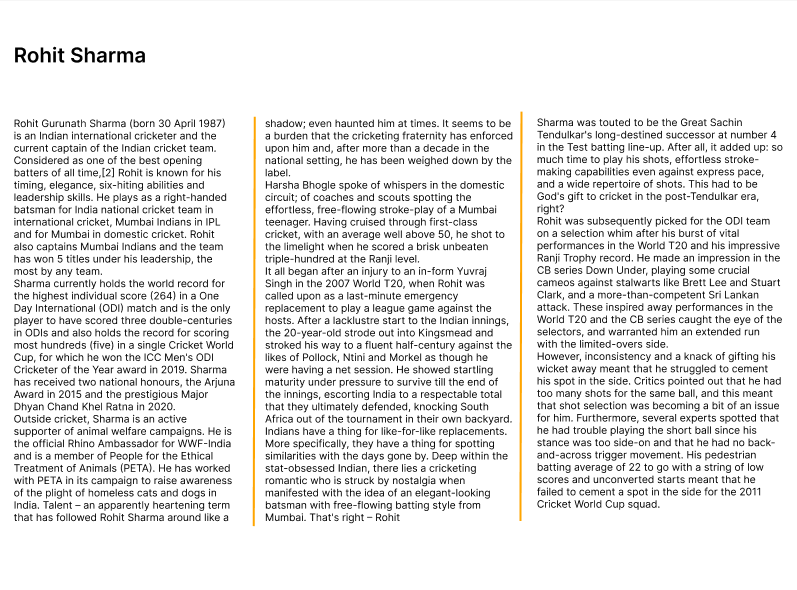 Rohit Sharma
Rohit Gurunath Sharma (born 30 April 1987)
is an Indian international cricketer and the
current captain of the Indian cricket team.
Considered as one of the best opening
batters of all time,[2] Rohit is known for his
timing, elegance, six-hiting abilities and
leadership skills. He plays as a right-handed
batsman for India national cricket team in
international cricket, Mumbai Indians in IPL
and for Mumbai in domestic cricket. Rohit
also captains Mumbai Indians and the team
has won 5 titles under his leadership, the
most by any team.
Sharma currently holds the world record for
the highest individual score (264) in a One
Day International (ODI) match and is the only
player to have scored three double-centuries
in ODIs and also holds the record for scoring
most hundreds (five) in a single Cricket World
Cup, for which he won the ICC Men's ODI
Cricketer of the Year award in 2019. Sharma
has received two national honours, the Arjuna
Award in 2015 and the prestigious Major
Dhyan Chand Khel Ratna in 2020.
Outside cricket, Sharma is an active
supporter of animal welfare campaigns. He is
the official Rhino Ambassador for WWF-India
and is a member of People for the Ethical
Treatment of Animals (PETA). He has worked
with PETA in its campaign to raise awareness
of the plight of homeless cats and dogs in
India. Talent – an apparently heartening term
that has followed Rohit Sharma around like a
shadow; even haunted him at times. It seems to be
a burden that the cricketing fraternity has enforced
upon him and, after more than a decade in the
national setting, he has been weighed down by the
label.
Harsha Bhogle spoke of whispers in the domestic
circuit; of coaches and scouts spotting the
effortless, free-flowing stroke-play of a Mumbai
teenager. Having cruised through first-class
cricket, with an average well above 50, he shot to
the limelight when he scored a brisk unbeaten
triple-hundred at the Ranji level.
It all began after an injury to an in-form Yuvraj
Singh in the 2007 World T20, when Rohit was
called upon as a last-minute emergency
replacement to play a league game against the
hosts. After a lacklustre start to the Indian innings,
the 20-year-old strode out into Kingsmead and
stroked his way to a fluent half-century against the
likes of Pollock, Ntini and Morkel as though he
were having a net session. He showed startling
maturity under pressure to survive till the end of
the innings, escorting India to a respectable total
that they ultimately defended, knocking South
Africa out of the tournament in their own backyard.
Indians have a thing for like-for-like replacements.
More specifically, they have a thing for spotting
similarities with the days gone by. Deep within the
stat-obsessed Indian, there lies a cricketing
romantic who is struck by nostalgia when
manifested with the idea of an elegant-looking
batsman with free-flowing batting style from
Mumbai. That's right – Rohit
Sharma was touted to be the Great Sachin
Tendulkar's long-destined successor at number 4
in the Test batting line-up. After all, it added up: so
much time to play his shots, effortless stroke-
making capabilities even against express pace,
and a wide repertoire of shots. This had to be
God's gift to cricket in the post-Tendulkar era,
right?
Rohit was subsequently picked for the ODI team
on a selection whim after his burst of vital
performances in the World T20 and his impressive
Ranji Trophy record. He made an impression in the
CB series Down Under, playing some crucial
cameos against stalwarts like Brett Lee and Stuart
Clark, and a more-than-competent Sri Lankan
attack. These inspired away performances in the
World T20 and the CB series caught the eye of the
selectors, and warranted him an extended run
with the limited-overs side.
However, inconsistency and a knack of gifting his
wicket away meant that he struggled to cement
his spot in the side. Critics pointed out that he had
too many shots for the same ball, and this meant
that shot selection was becoming a bit of an issue
for him. Furthermore, several experts spotted that
he had trouble playing the short ball since his
stance was too side-on and that he had no back-
and-across trigger movement. His pedestrian
batting average of 22 to go with a string of low
scores and unconverted starts meant that he
failed to cement a spot in the side for the 2011
Cricket World Cup squad.